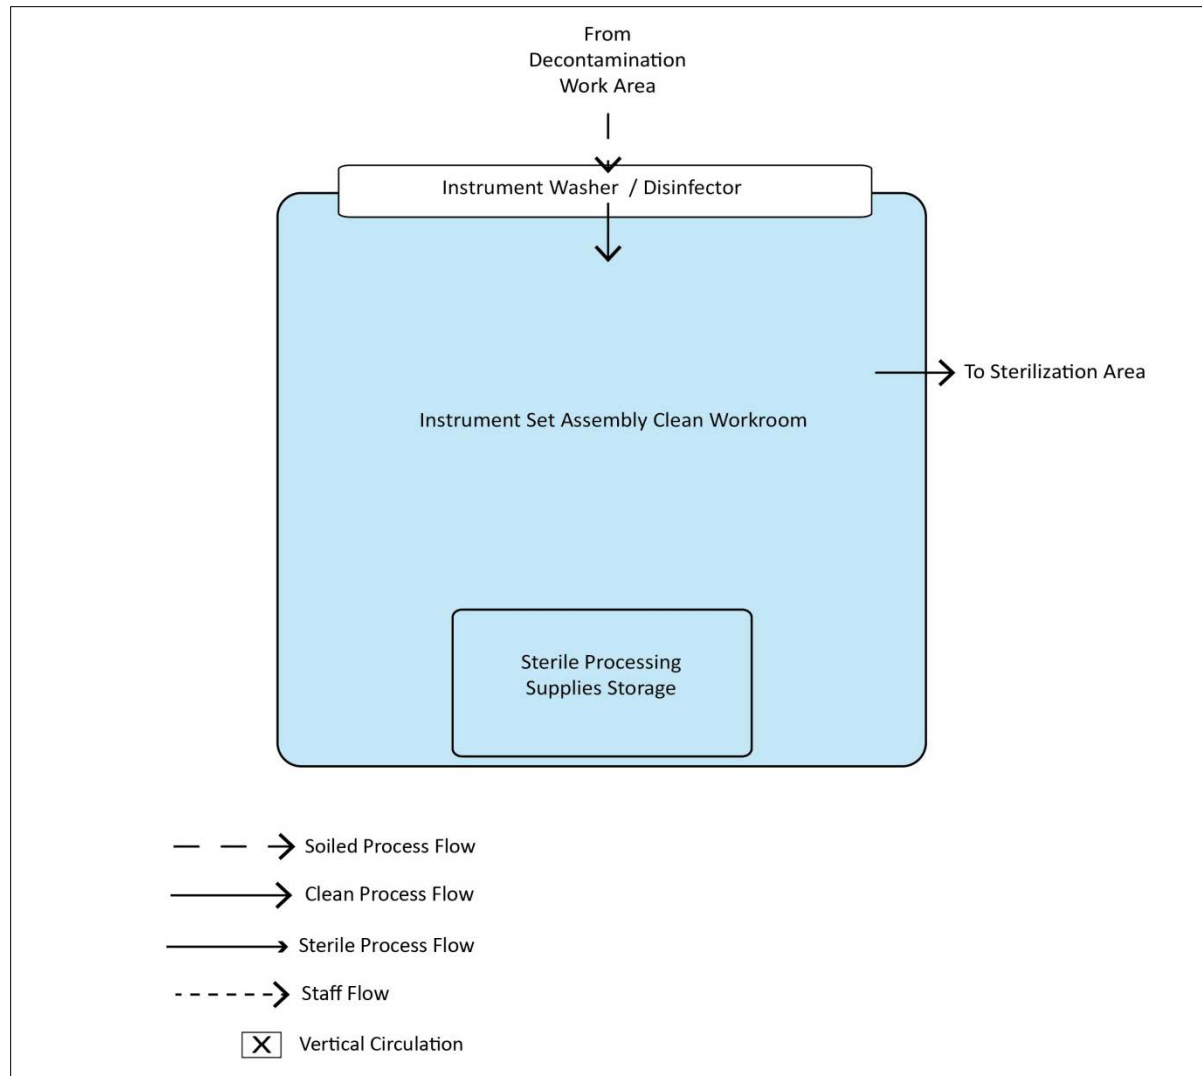 From
Decontamination
Work Area
Instrument Washer / Disinfector
To Sterilization Area
Instrument Set Assembly Clean Workroom
Sterile Processing
Supplies Storage
Soiled Process Flow
Clean Process Flow
Sterile Process Flow
Staff Flow
X Vertical Circulation